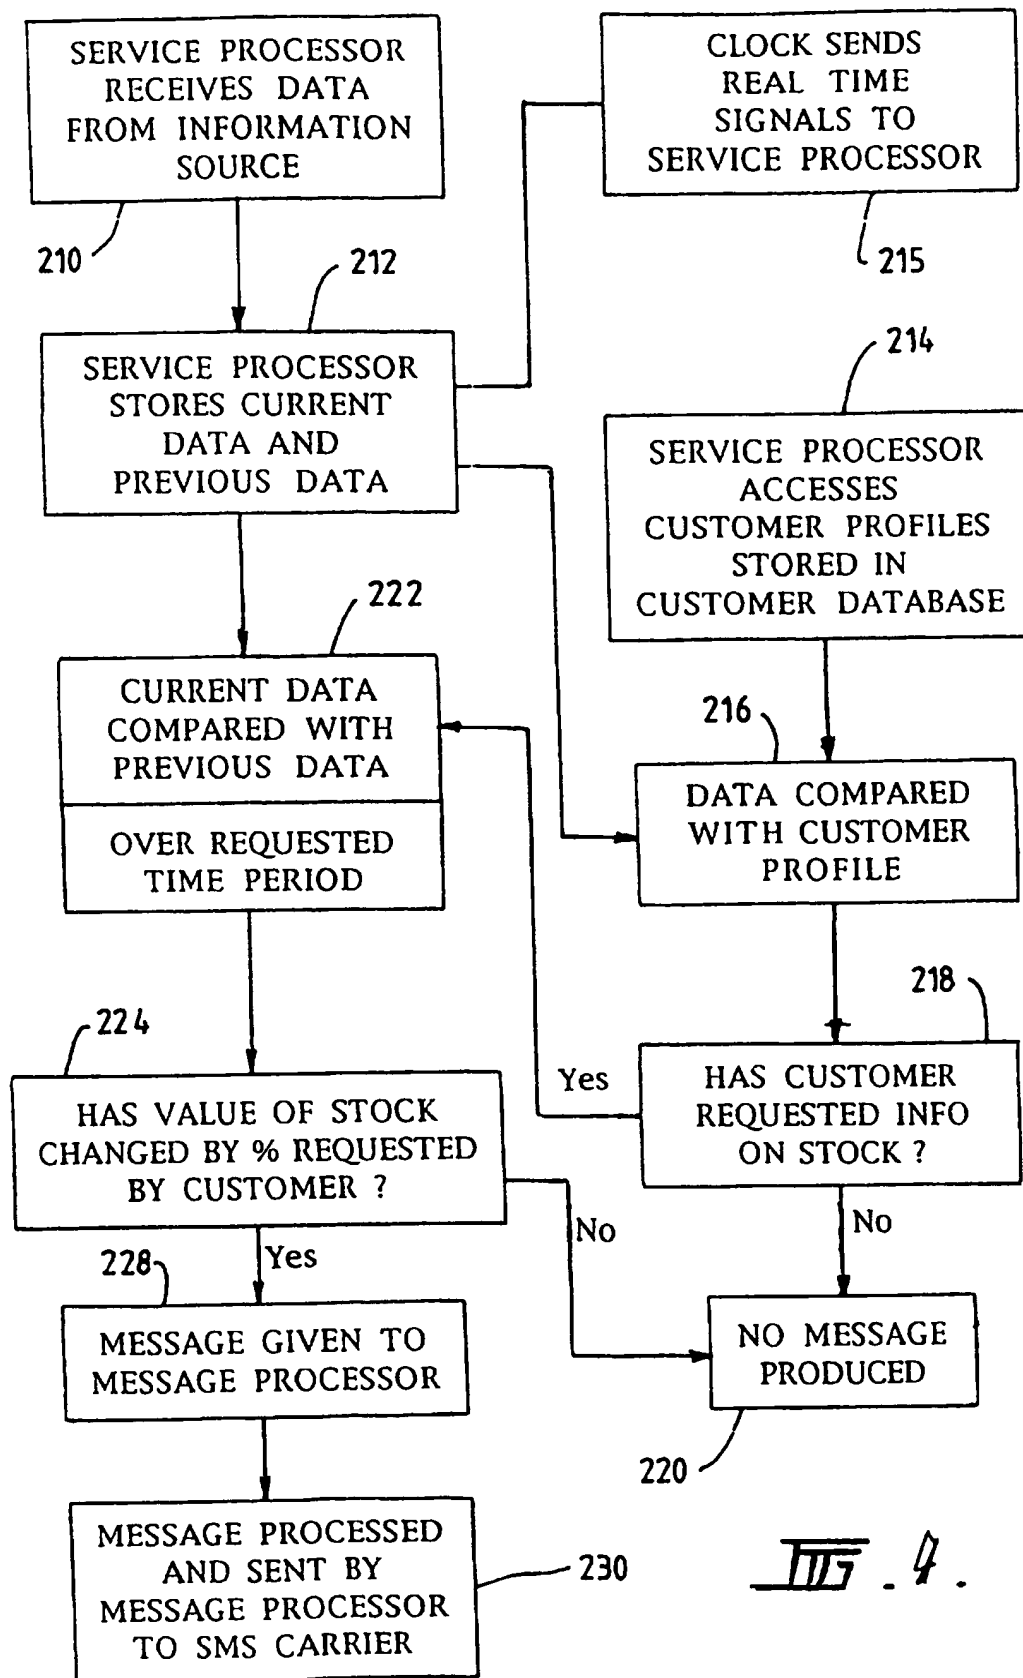 SERVICE PROCESSOR
RECEIVES DATA
FROM INFORMATION
SOURCE
210
CLOCK SENDS
REAL TIME
SIGNALS TO
SERVICE PROCESSOR
215
212
SERVICE PROCESSOR
STORES CURRENT
DATA AND
PREVIOUS DATA
214
SERVICE PROCESSOR
ACCESSES
CUSTOMER PROFILES
STORED IN
CUSTOMER DATABASE
222
CURRENT DATA
COMPARED WITH
PREVIOUS DATA
OVER REQUESTED
TIME PERIOD
216
DATA COMPARED
WITH CUSTOMER
PROFILE
218
HAS CUSTOMER
REQUESTED INFO
ON STOCK ?
Yes
No
224
HAS VALUE OF STOCK
CHANGED BY % REQUESTED
BY CUSTOMER ?
No
Yes
228
MESSAGE GIVEN TO
MESSAGE PROCESSOR
NO MESSAGE
PRODUCED
220
MESSAGE PROCESSED
AND SENT BY
MESSAGE PROCESSOR
TO SMS CARRIER
230